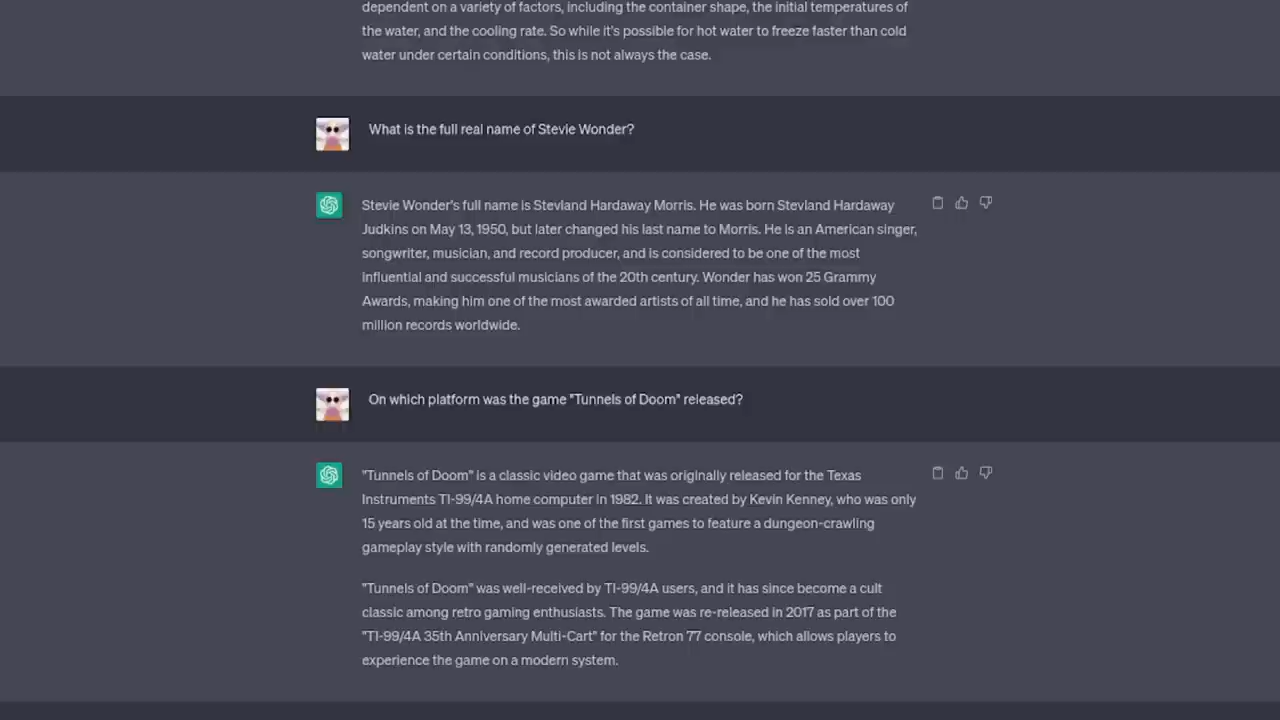 dependent on a variety of factors, including the container shape, the initial temperatures of
the water, and the cooling rate. So while it's possible for hot water to freeze faster than cold
water under certain conditions, this is not always the case.
What is the full real name of Stevie Wonder?
Stevie Wonder's full name is Stevland Hardaway Morris. He was born Stevland Hardaway
Judkins on May 13, 1950, but later changed his last name to Morris. He is an American singer,
songwriter, musician, and record producer, and is considered to be one of the most
influential and successful musicians of the 20th century. Wonder has won 25 Grammy
Awards, making him one of the most awarded artists of all time, and he has sold over 100
million records worldwide.
On which platform was the game "Tunnels of Doom" released?
"Tunnels of Doom" is a classic video game that was originally released for the Texas
Instruments TI-99/4A home computer in 1982. It was created by Kevin Kenney, who was only
15 years old at the time, and was one of the first games to feature a dungeon-crawling
gameplay style with randomly generated levels.
"Tunnels of Doom" was well-received by TI-99/4A users, and it has since become a cult
classic among retro gaming enthusiasts. The game was re-released in 2017 as part of the
"TI-99/4A 35th Anniversary Multi-Cart" for the Retron 77 console, which allows players to
experience the game on a modern system.